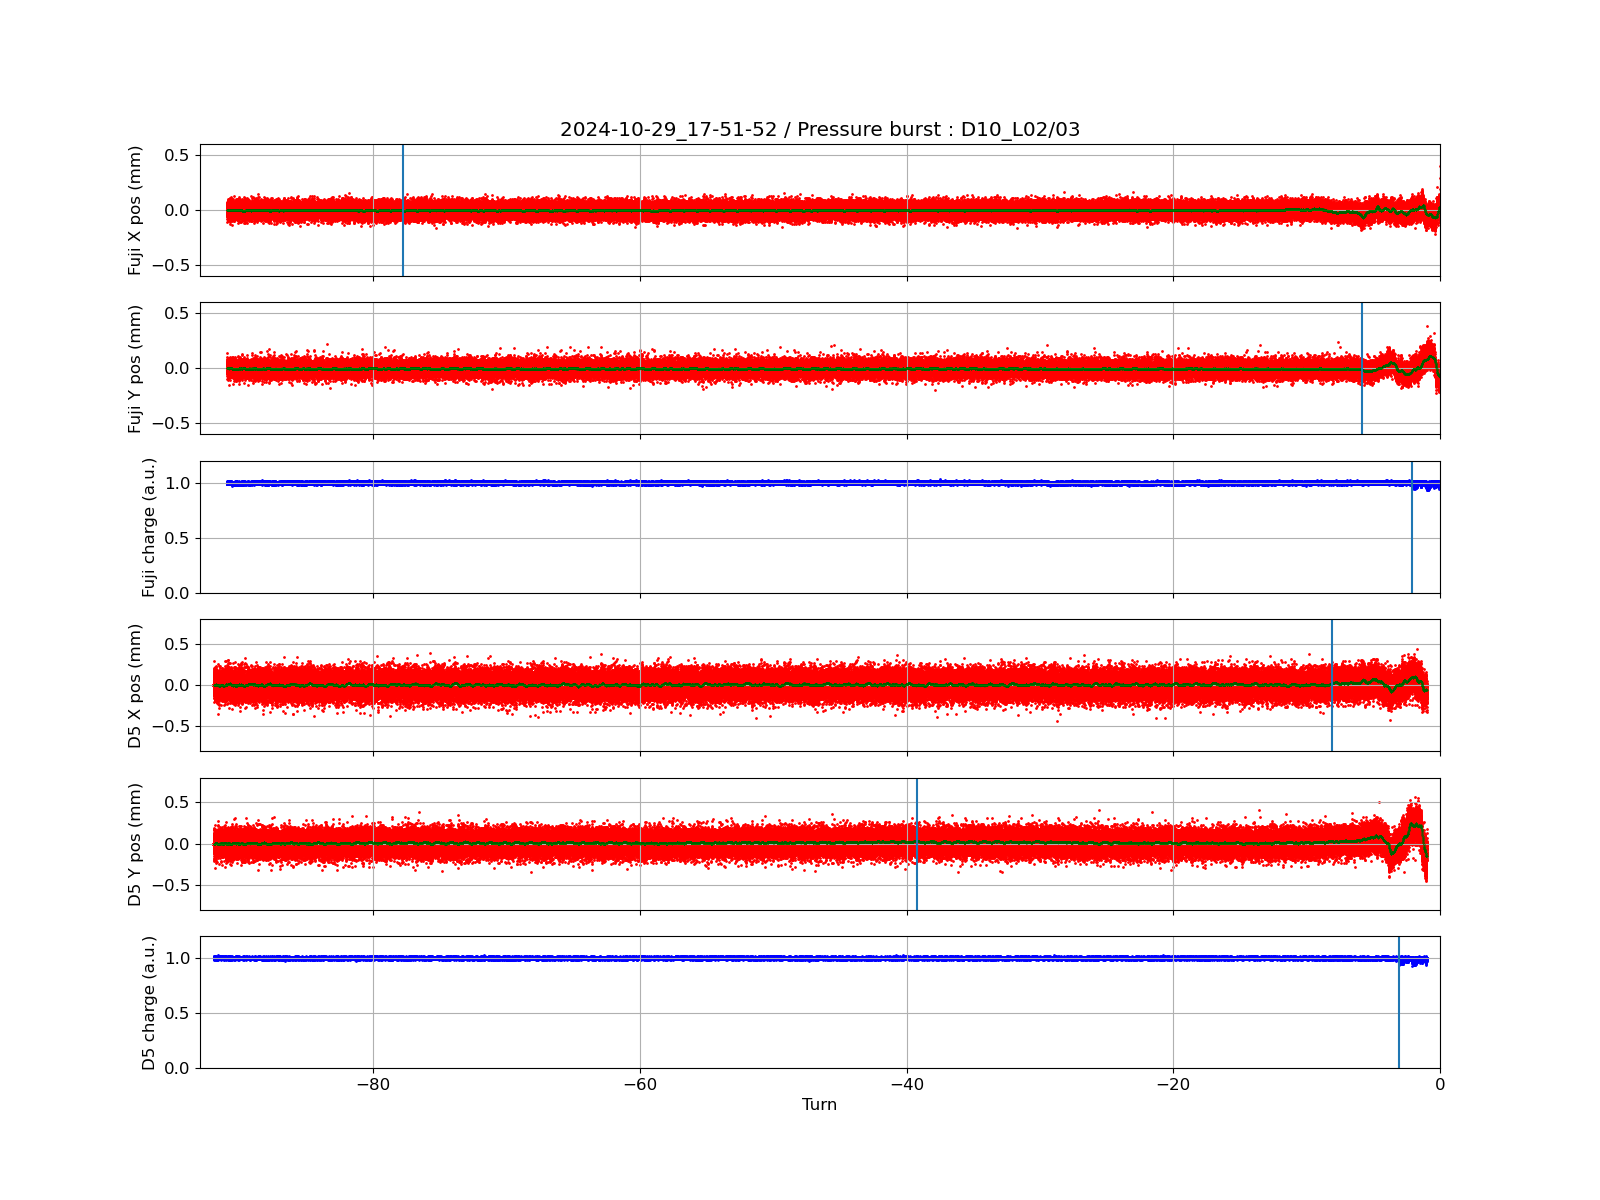 2024-10-29_17-51-52 / Pressure burst : D10_L02/03
Fuji X pos (mm)
0.5
0.0
−0.5
Fuji Y pos (mm)
0.5
0.0
−0.5
Fuji charge (a.u.)
1.0
0.5
0.0
D5 X pos (mm)
0.5
0.0
−0.5
D5 Y pos (mm)
0.5
0.0
−0.5
D5 charge (a.u.)
1.0
0.5
0.0
−80 −60 −40 −20 0
Turn